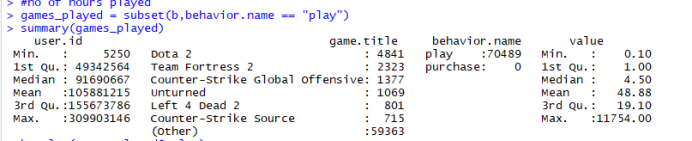 > #no of hours played
> games_played = subset(b,behavior.name == "play")
> summary(games_played)
user.id game.title behavior.name value
Min. : 5250 Dota 2 : 4841 play :70489 Min. : 0.10
1st Qu.: 49342564 Team Fortress 2 : 2323 purchase: 0 1st Qu.: 1.00
Median : 91690667 Counter-Strike Global Offensive: 1377 Median : 4.50
Mean :105881215 Unturned : 1069 Mean : 48.88
3rd Qu.:155673786 Left 4 Dead 2 : 801 3rd Qu.: 19.10
Max. :309903146 Counter-Strike Source : 715 Max. :11754.00
(Other) :59363